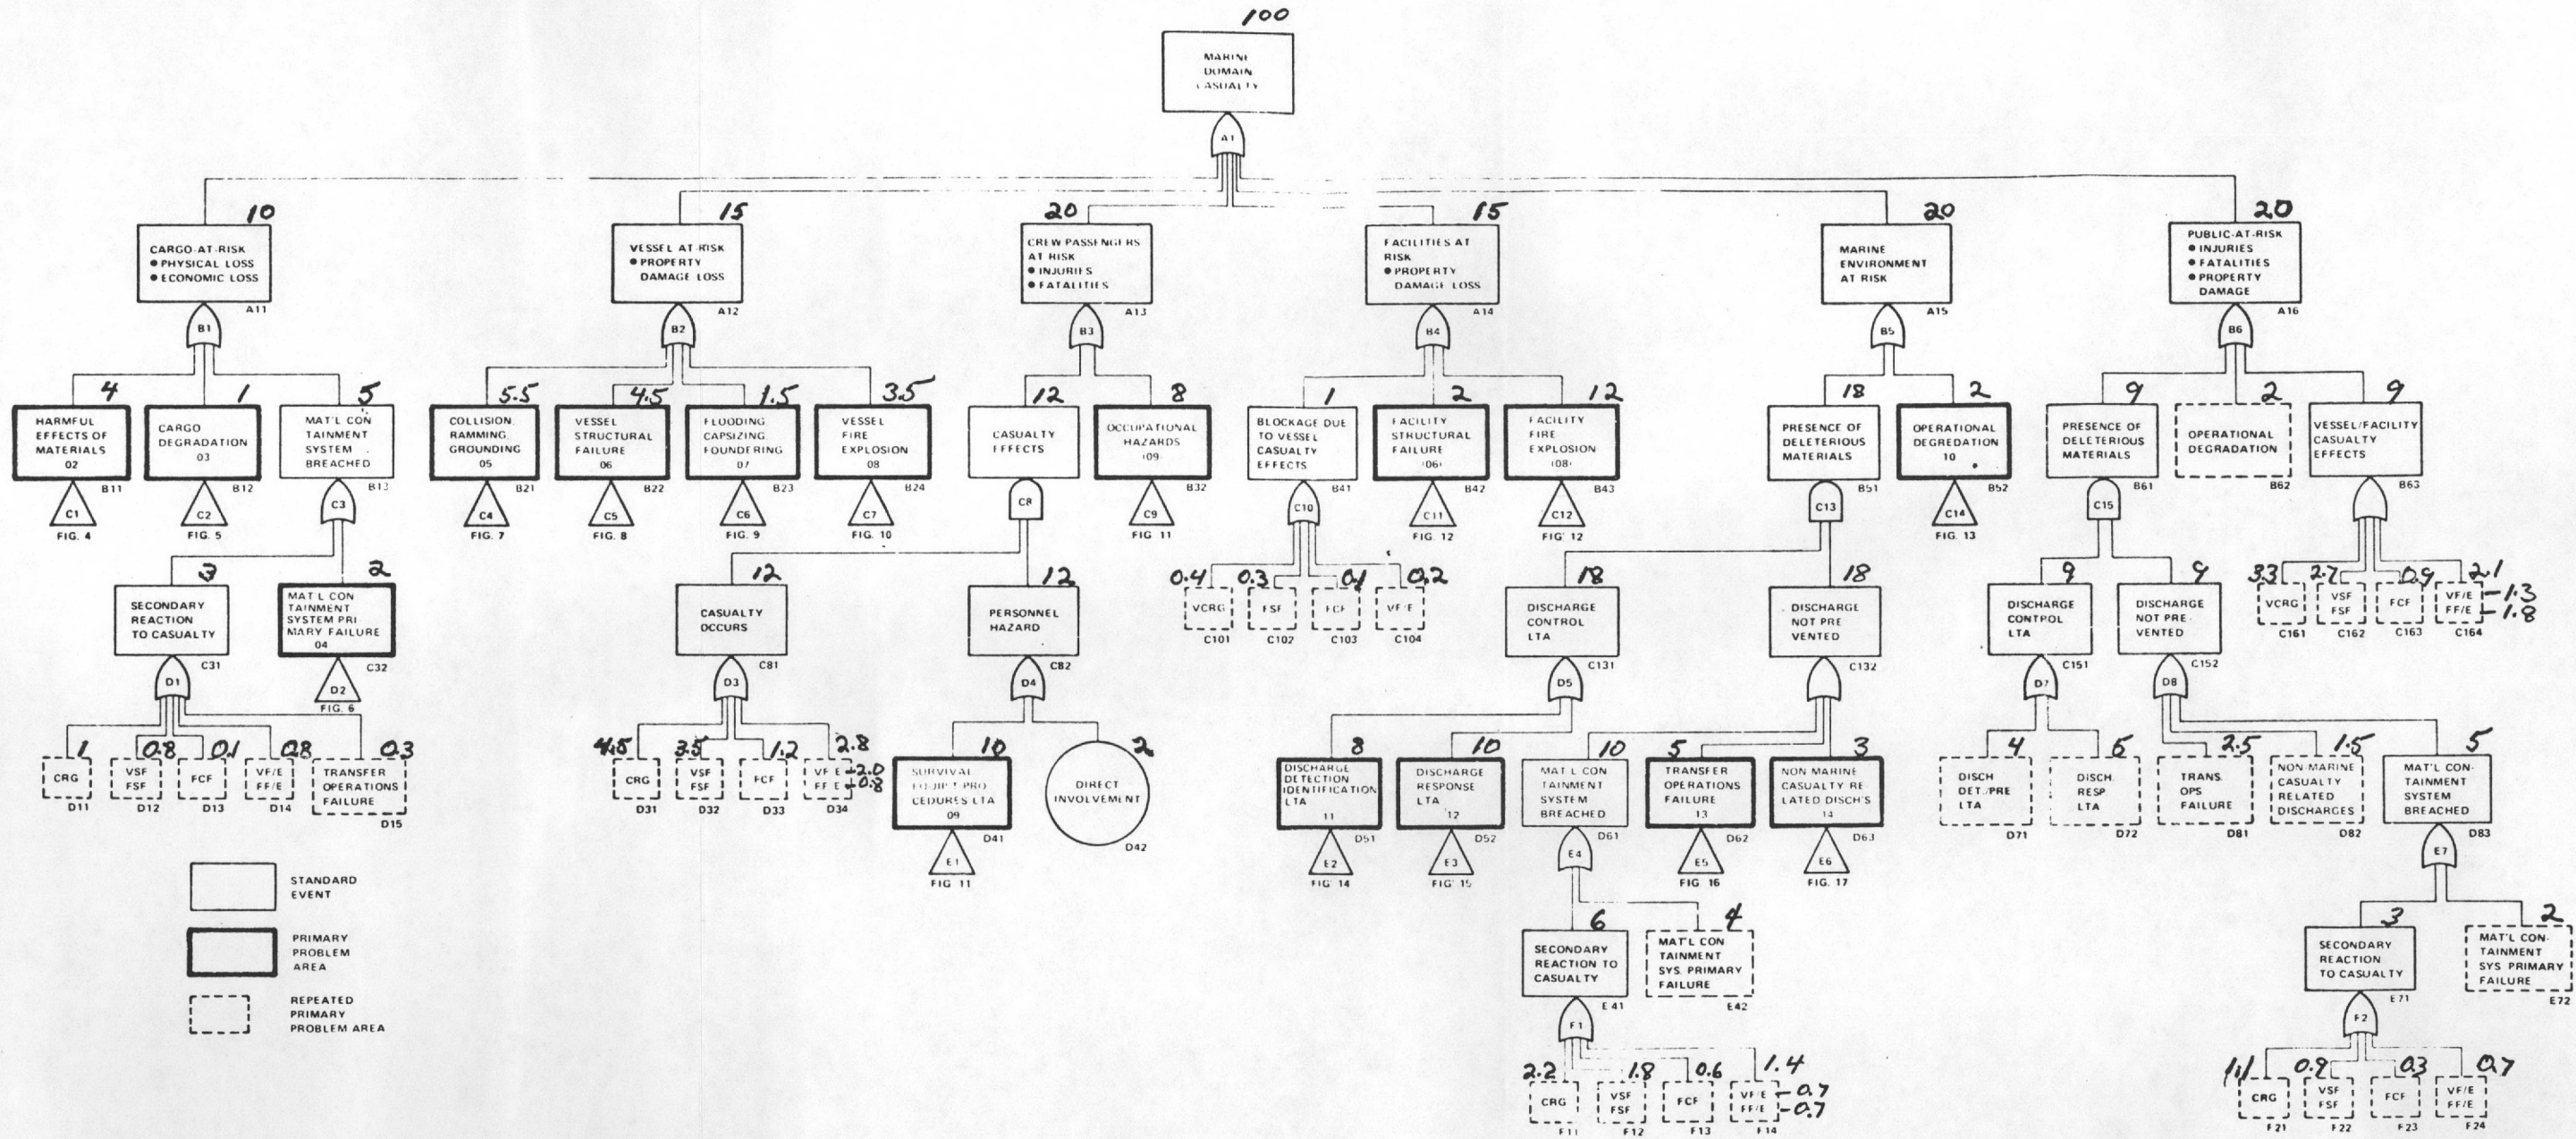 100
MARINE
DOMAIN
CASUALTY
A1
10
CARGO-AT-RISK
● PHYSICAL LOSS
● ECONOMIC LOSS
A11
15
VESSEL AT-RISK
● PROPERTY
DAMAGE LOSS
A12
20
CREW PASSENGERS
AT RISK
● INJURIES
● FATALITIES
A13
15
FACILITIES AT
RISK
● PROPERTY
DAMAGE LOSS
A14
20
MARINE
ENVIRONMENT
AT RISK
A15
20
PUBLIC-AT-RISK
● INJURIES
● FATALITIES
● PROPERTY
DAMAGE
A16
B1
B2
B3
B4
B5
B6
4
HARMFUL
EFFECTS OF
MATERIALS
02
B11
C1
FIG. 4
1
CARGO
DEGRADATION
03
B12
C2
FIG. 5
5
MAT'L CON
TAINMENT
SYSTEM
BREACHED
B13
C3
5.5
COLLISION
RAMMING
GROUNDING
05
B21
C4
FIG. 7
4.5
VESSEL
STRUCTURAL
FAILURE
06
B22
C5
FIG. 8
1.5
FLOODING
CAPSIZING
FOUNDERING
07
B23
C6
FIG. 9
3.5
VESSEL
FIRE
EXPLOSION
08
B24
C7
FIG. 10
12
CASUALTY
EFFECTS
C8
8
OCCUPATIONAL
HAZARDS
(09)
B32
C9
FIG. 11
1
BLOCKAGE DUE
TO VESSEL
CASUALTY
EFFECTS
B41
C10
2
FACILITY
STRUCTURAL
FAILURE
(06)
B42
C11
FIG. 12
12
FACILITY
FIRE
EXPLOSION
(08)
B43
C12
FIG. 12
18
PRESENCE OF
DELETERIOUS
MATERIALS
B51
C13
2
OPERATIONAL
DEGREDATION
10
B52
C14
FIG. 13
9
PRESENCE OF
DELETERIOUS
MATERIALS
B61
C15
2
OPERATIONAL
DEGRADATION
B62
9
VESSEL/FACILITY
CASUALTY
EFFECTS
B63
3
SECONDARY
REACTION
TO CASUALTY
C31
D1
2
MAT'L CON
TAINMENT
SYSTEM PRI
MARY FAILURE
04
C32
D2
FIG. 6
12
CASUALTY
OCCURS
C81
D3
12
PERSONNEL
HAZARD
C82
D4
0.4
VCRG
C101
0.3
FSF
C102
0.1
FCF
C103
0.2
VF/E
C104
18
DISCHARGE
CONTROL
LTA
C131
D5
18
DISCHARGE
NOT PRE
VENTED
C132
9
DISCHARGE
CONTROL
LTA
C151
D7
9
DISCHARGE
NOT PRE-
VENTED
C152
D8
3.3
VCRG
C161
2.7
VSF
FSF
C162
0.9
FCF
C163
2.1
VF/E -1.3
FF/E -1.8
C164
1
CRG
D11
0.8
VSF
FSF
D12
0.1
FCF
D13
0.8
VF/E
FF/E
D14
0.3
TRANSFER
OPERATIONS
FAILURE
D15
4.5
CRG
D31
3.5
VSF
FSF
D32
1.2
FCF
D33
2.8
VF E -2.0
FF E -0.8
D34
10
SURVIVAL
EQUIP'T-PRO
CEDURES LTA
09
D41
E1
FIG 11
2
DIRECT
INVOLVEMENT
D42
8
DISCHARGE
DETECTION
IDENTIFICATION
LTA
11
D51
E2
FIG 14
10
DISCHARGE
RESPONSE
LTA
12
D52
E3
FIG 15
10
MAT L CON
TAINMENT
SYSTEM
BREACHED
D61
E4
5
TRANSFER
OPERATIONS
FAILURE
13
D62
E5
FIG 16
3
NON MARINE
CASUALTY RE
LATED DISCH'S
14
D63
E6
FIG. 17
4
DISCH
DET./PRE
LTA
D71
5
DISCH.
RESP.
LTA
D72
2.5
TRANS.
OPS
FAILURE
D81
1.5
NON-MARINE
CASUALTY
RELATED
DISCHARGES
D82
5
MAT'L CON-
TAINMENT
SYSTEM
BREACHED
D83
E7
STANDARD
EVENT
PRIMARY
PROBLEM
AREA
REPEATED
PRIMARY
PROBLEM AREA
6
SECONDARY
REACTION TO
CASUALTY
E41
F1
4
MAT'L CON
TAINMENT
SYS. PRIMARY
FAILURE
E42
3
SECONDARY
REACTION
TO CASUALTY
E71
F2
2
MAT'L CON-
TAINMENT
SYS PRIMARY
FAILURE
E72
2.2
CRG
F11
1.8
VSF
FSF
F12
0.6
FCF
F13
1.4
VF/E -0.7
FF/E -0.7
F14
1.1
CRG
F21
0.9
VSF
FSF
F22
0.3
FCF
F23
0.7
VF/E
FF/E
F24